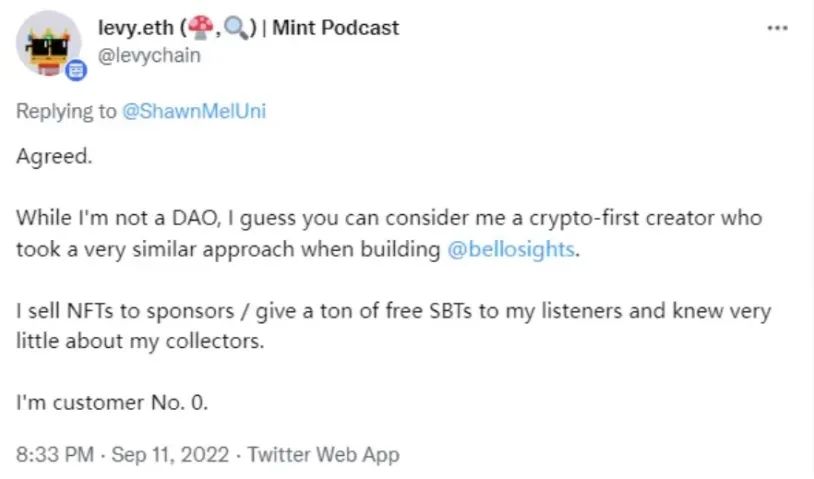 levy.eth (🍄,🔍) | Mint Podcast
@levychain
Replying to @ShawnMelUni
Agreed.
While I'm not a DAO, I guess you can consider me a crypto-first creator who
took a very similar approach when building @bellosights.
I sell NFTs to sponsors / give a ton of free SBTs to my listeners and knew very
little about my collectors.
I'm customer No. 0.
8:33 PM · Sep 11, 2022 · Twitter Web App